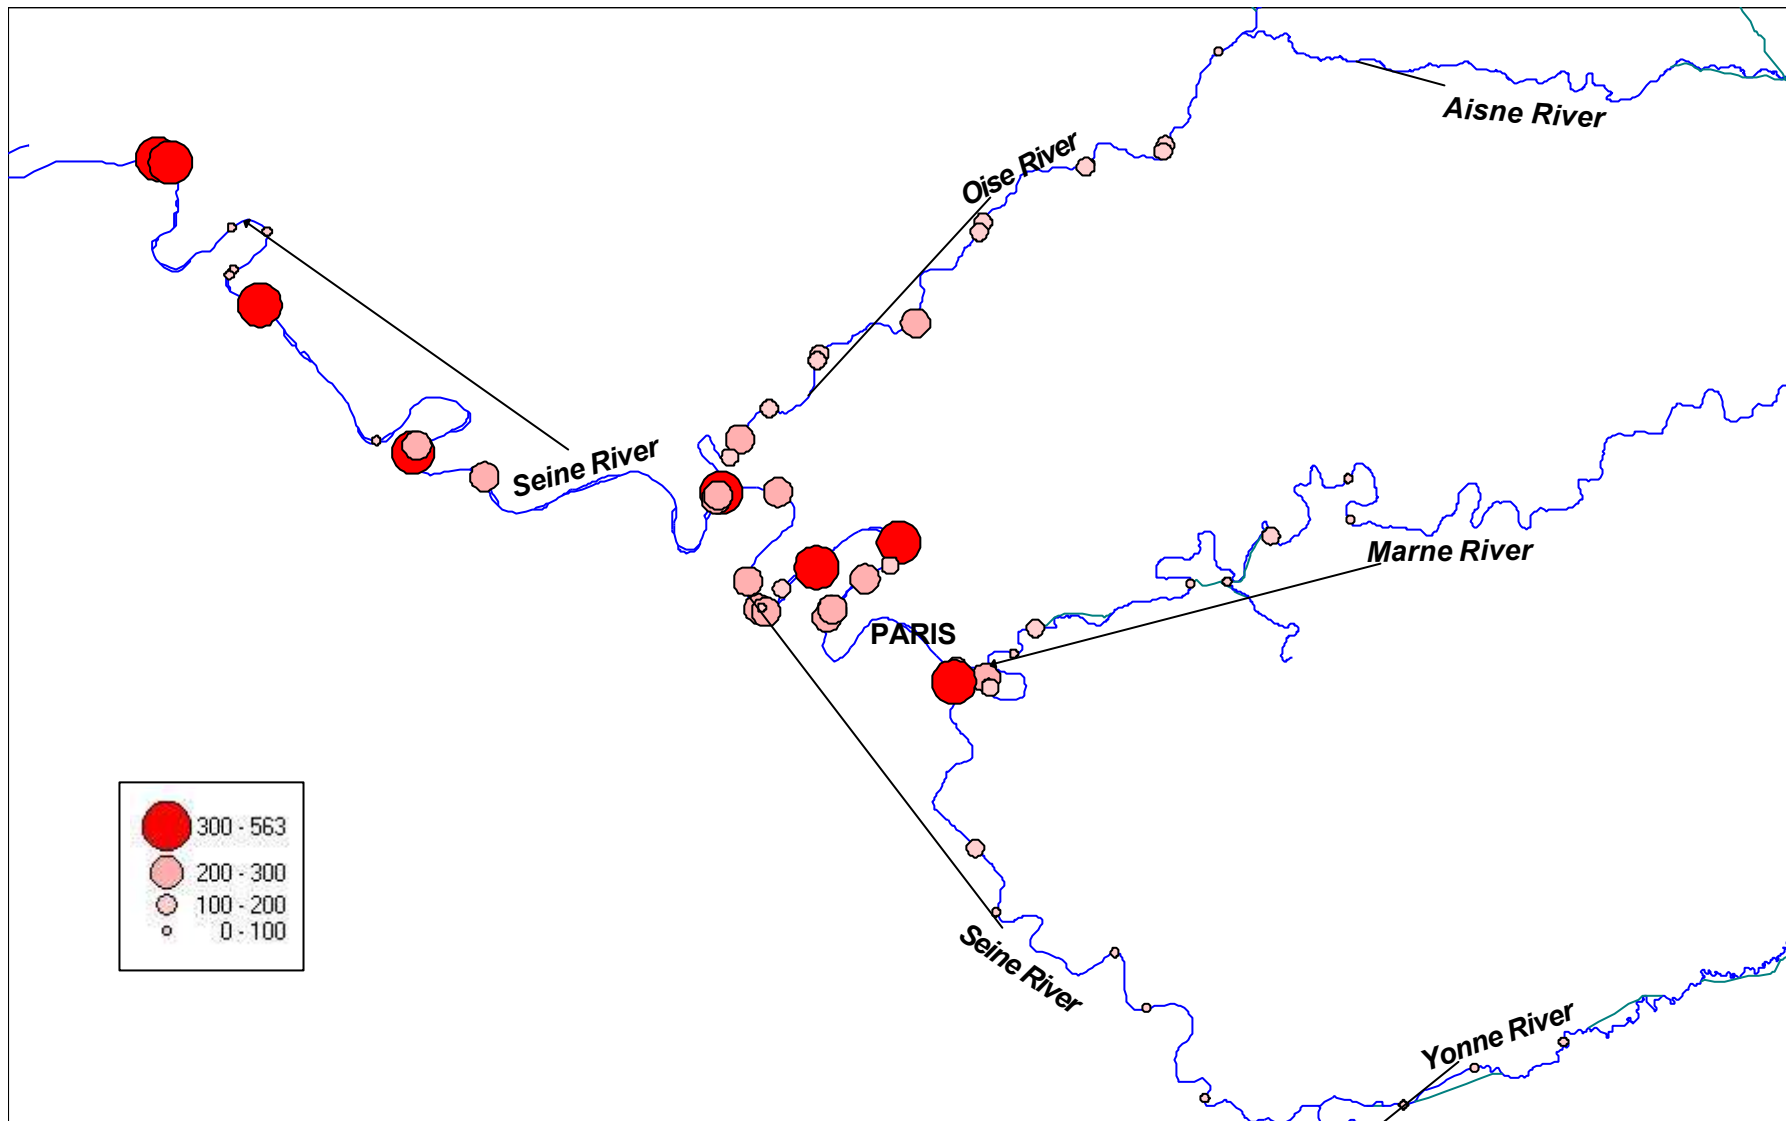 Aisne River
Oise River
Seine River
Marne River
PARIS
300 - 563
200 - 300
100 - 200
0 - 100
Seine River
Yonne River